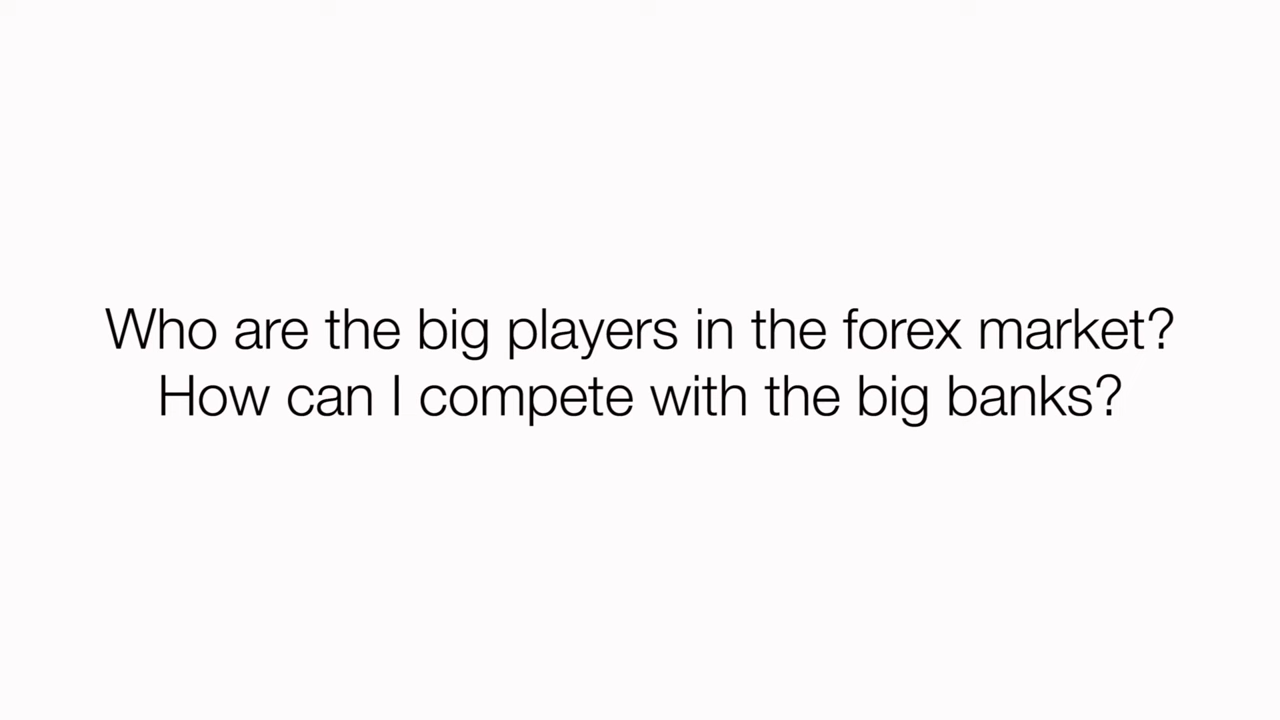 Who are the big players in the forex market?
How can I compete with the big banks?